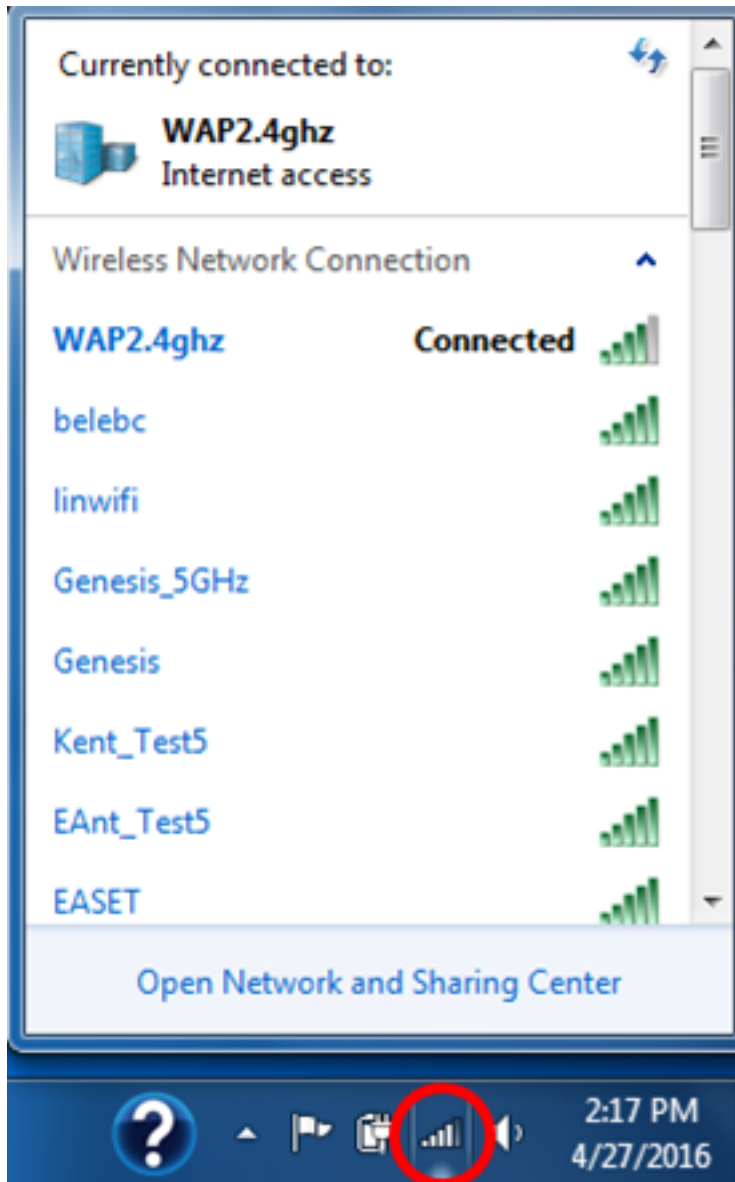 Currently connected to:
WAP2.4ghz
Internet access
Wireless Network Connection
WAP2.4ghz Connected
belebc
linwifi
Genesis_5GHz
Genesis
Kent_Test5
EAnt_Test5
EASET
Open Network and Sharing Center
?
2:17 PM
4/27/2016